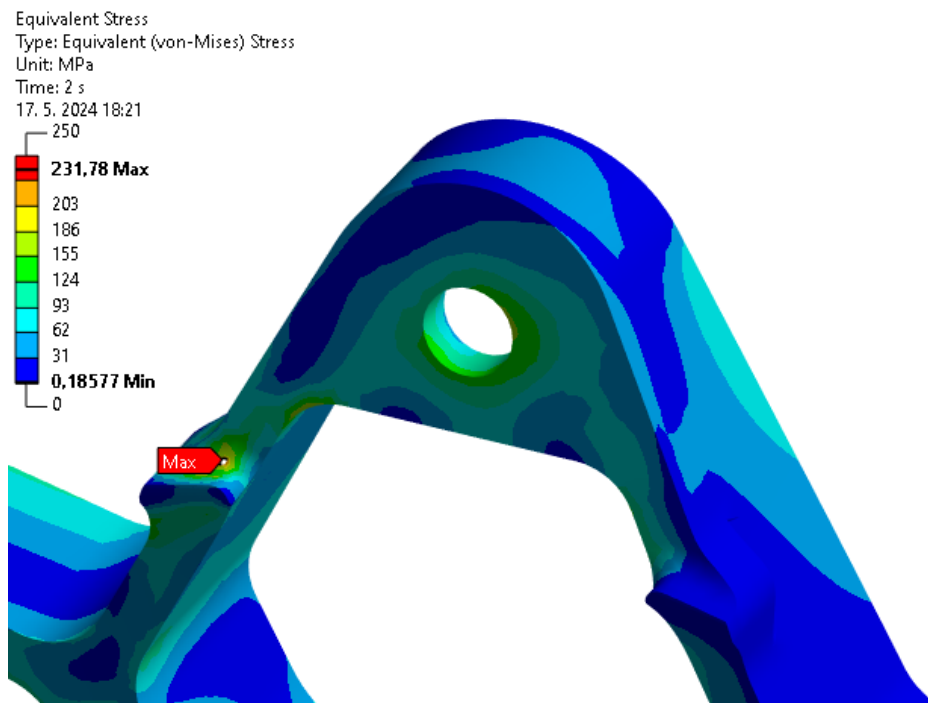 Equivalent Stress
Type: Equivalent (von-Mises) Stress
Unit: MPa
Time: 2 s
17. 5. 2024 18:21
250
231,78 Max
203
186
155
124
93
62
31
0,18577 Min
0
Max